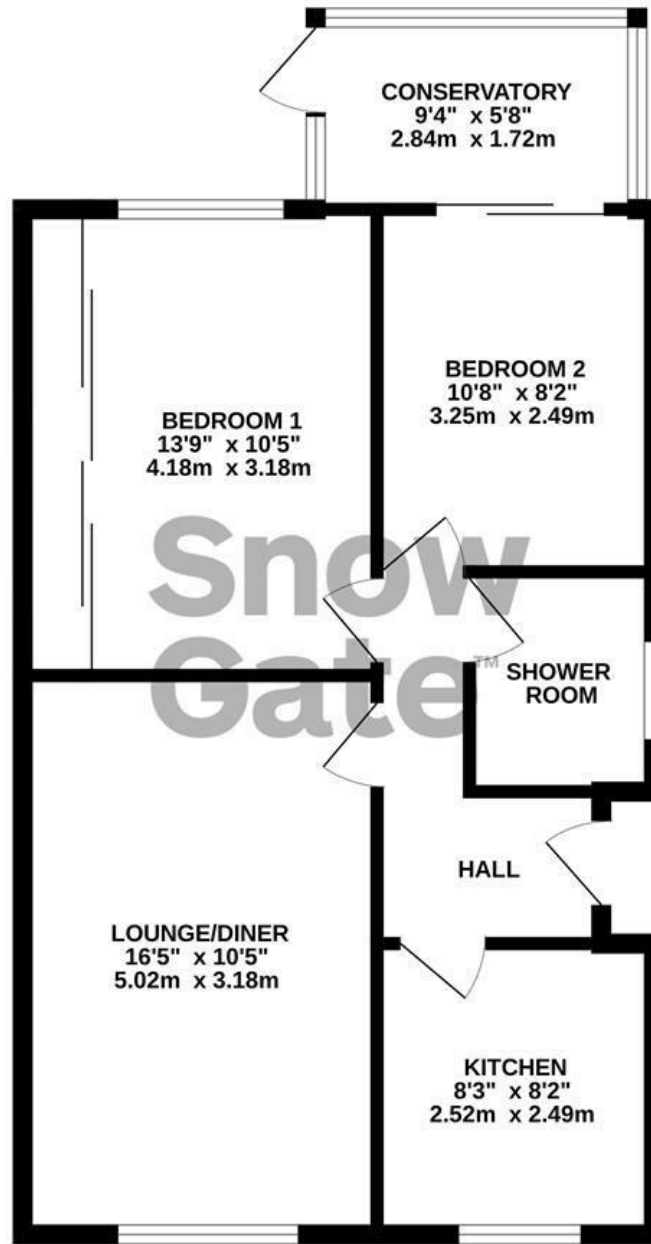 CONSERVATORY
9'4" x 5'8"
2.84m x 1.72m
BEDROOM 2
10'8" x 8'2"
3.25m x 2.49m
BEDROOM 1
13'9" x 10'5"
4.18m x 3.18m
Snow
Gate™
SHOWER
ROOM
HALL
LOUNGE/DINER
16'5" x 10'5"
5.02m x 3.18m
KITCHEN
8'3" x 8'2"
2.52m x 2.49m